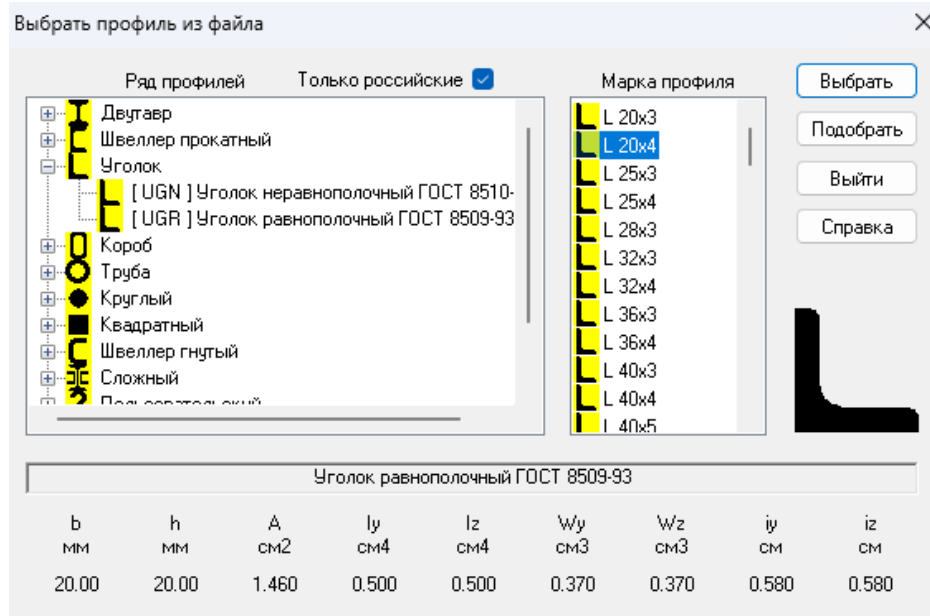 Выбрать профиль из файла
Ряд профилей Только российские Марка профиля
Двутавр
Швеллер прокатный
Уголок
[ UGN ] Уголок неравнополочный ГОСТ 8510-
[ UGR ] Уголок равнополочный ГОСТ 8509-93
Короб
Труба
Круглый
Квадратный
Швеллер гнутый
Сложный
Пользовательский
L 20x3
L 20x4
L 25x3
L 25x4
L 28x3
L 32x3
L 32x4
L 36x3
L 36x4
L 40x3
L 40x4
L 40x5
Выбрать
Подобрать
Выйти
Справка
Уголок равнополочный ГОСТ 8509-93
b h A Iy Iz Wy Wz iy iz
мм мм см2 см4 см4 см3 см3 см см
20.00 20.00 1.460 0.500 0.500 0.370 0.370 0.580 0.580